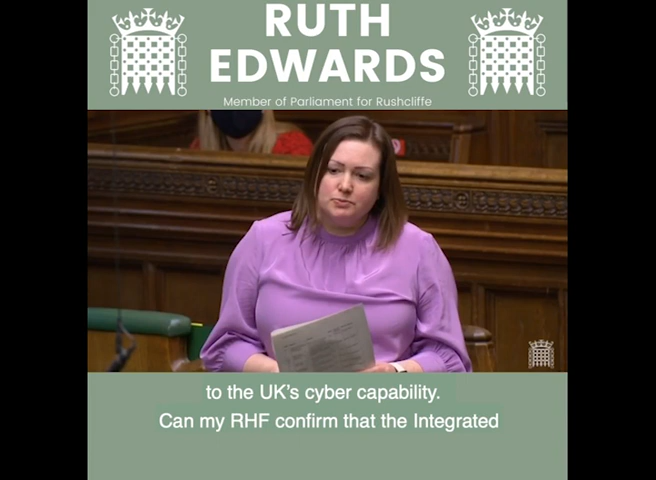 RUTH
EDWARDS
Member of Parliament for Rushcliffe
to the UK's cyber capability.
Can my RHF confirm that the Integrated